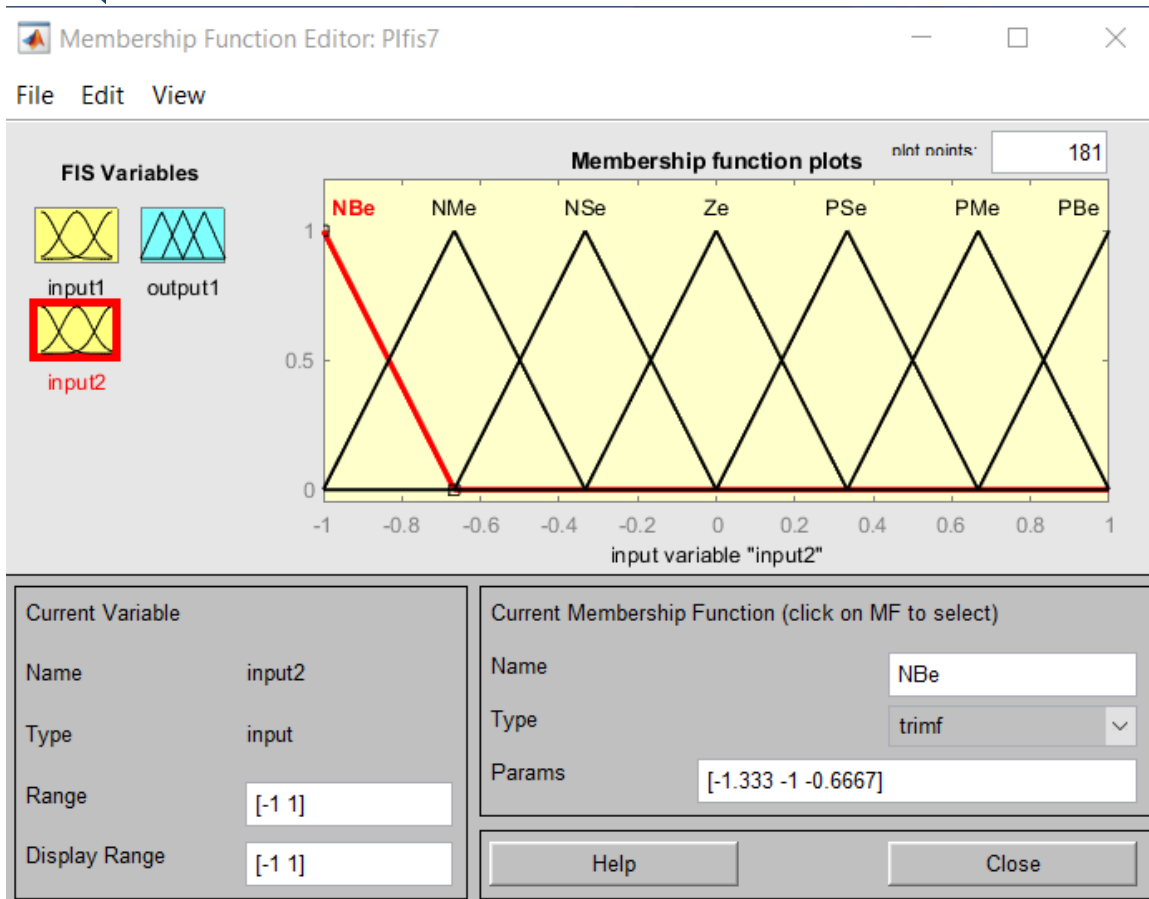 Membership Function Editor: PIfis7
File Edit View
FIS Variables
input1 output1
input2
Membership function plots
plot points: 181
NBe NMe NSe Ze PSe PMe PBe
1
0.5
0
-1 -0.8 -0.6 -0.4 -0.2 0 0.2 0.4 0.6 0.8 1
input variable "input2"
Current Variable
Name input2
Type input
Range [-1 1]
Display Range [-1 1]
Current Membership Function (click on MF to select)
Name NBe
Type trimf
Params [-1.333 -1 -0.6667]
Help Close